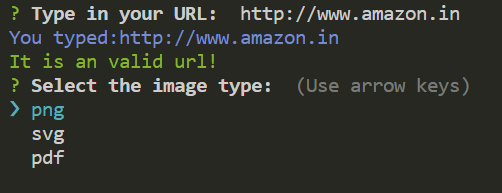 ? Type in your URL:  http://www.amazon.in
You typed:http://www.amazon.in
It is an valid url!
? Select the image type:  (Use arrow keys)
❯ png
svg
pdf